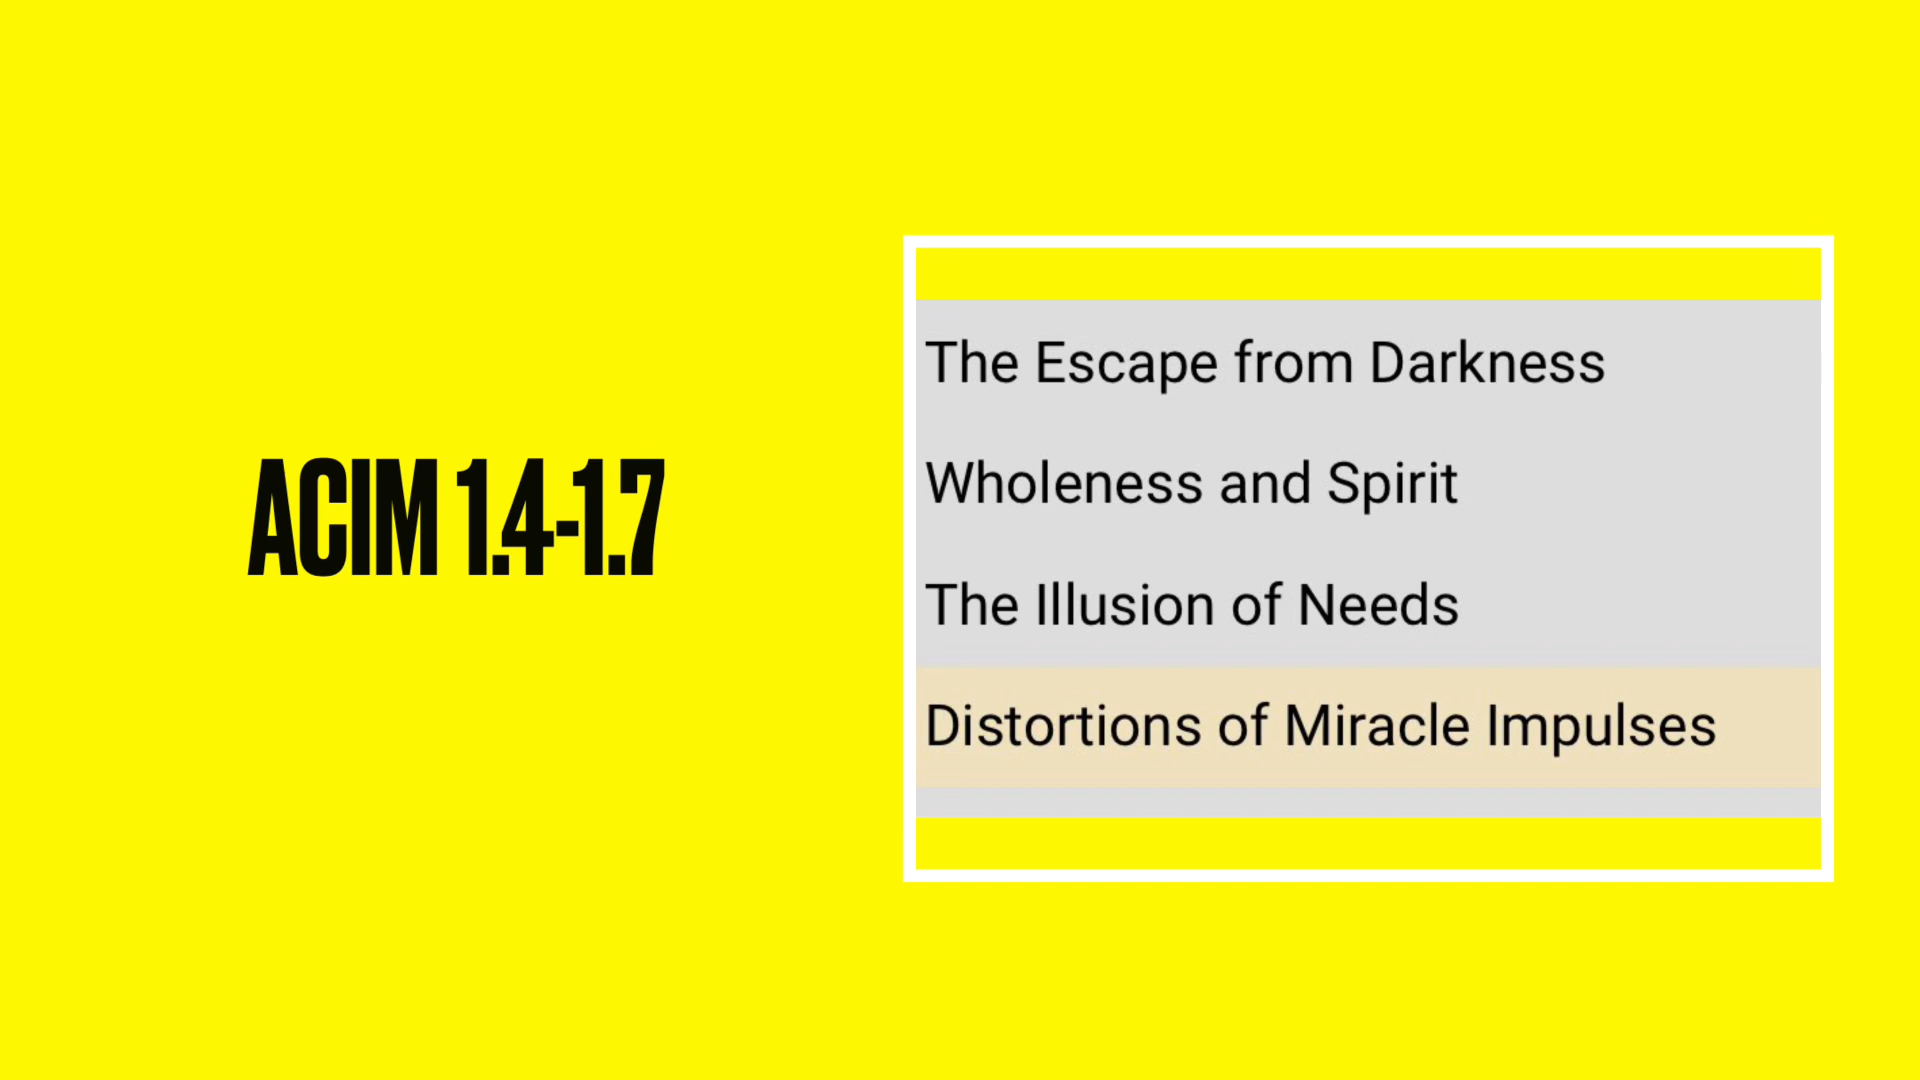 ACIM 1.4-1.7
The Escape from Darkness
Wholeness and Spirit
The Illusion of Needs
Distortions of Miracle Impulses